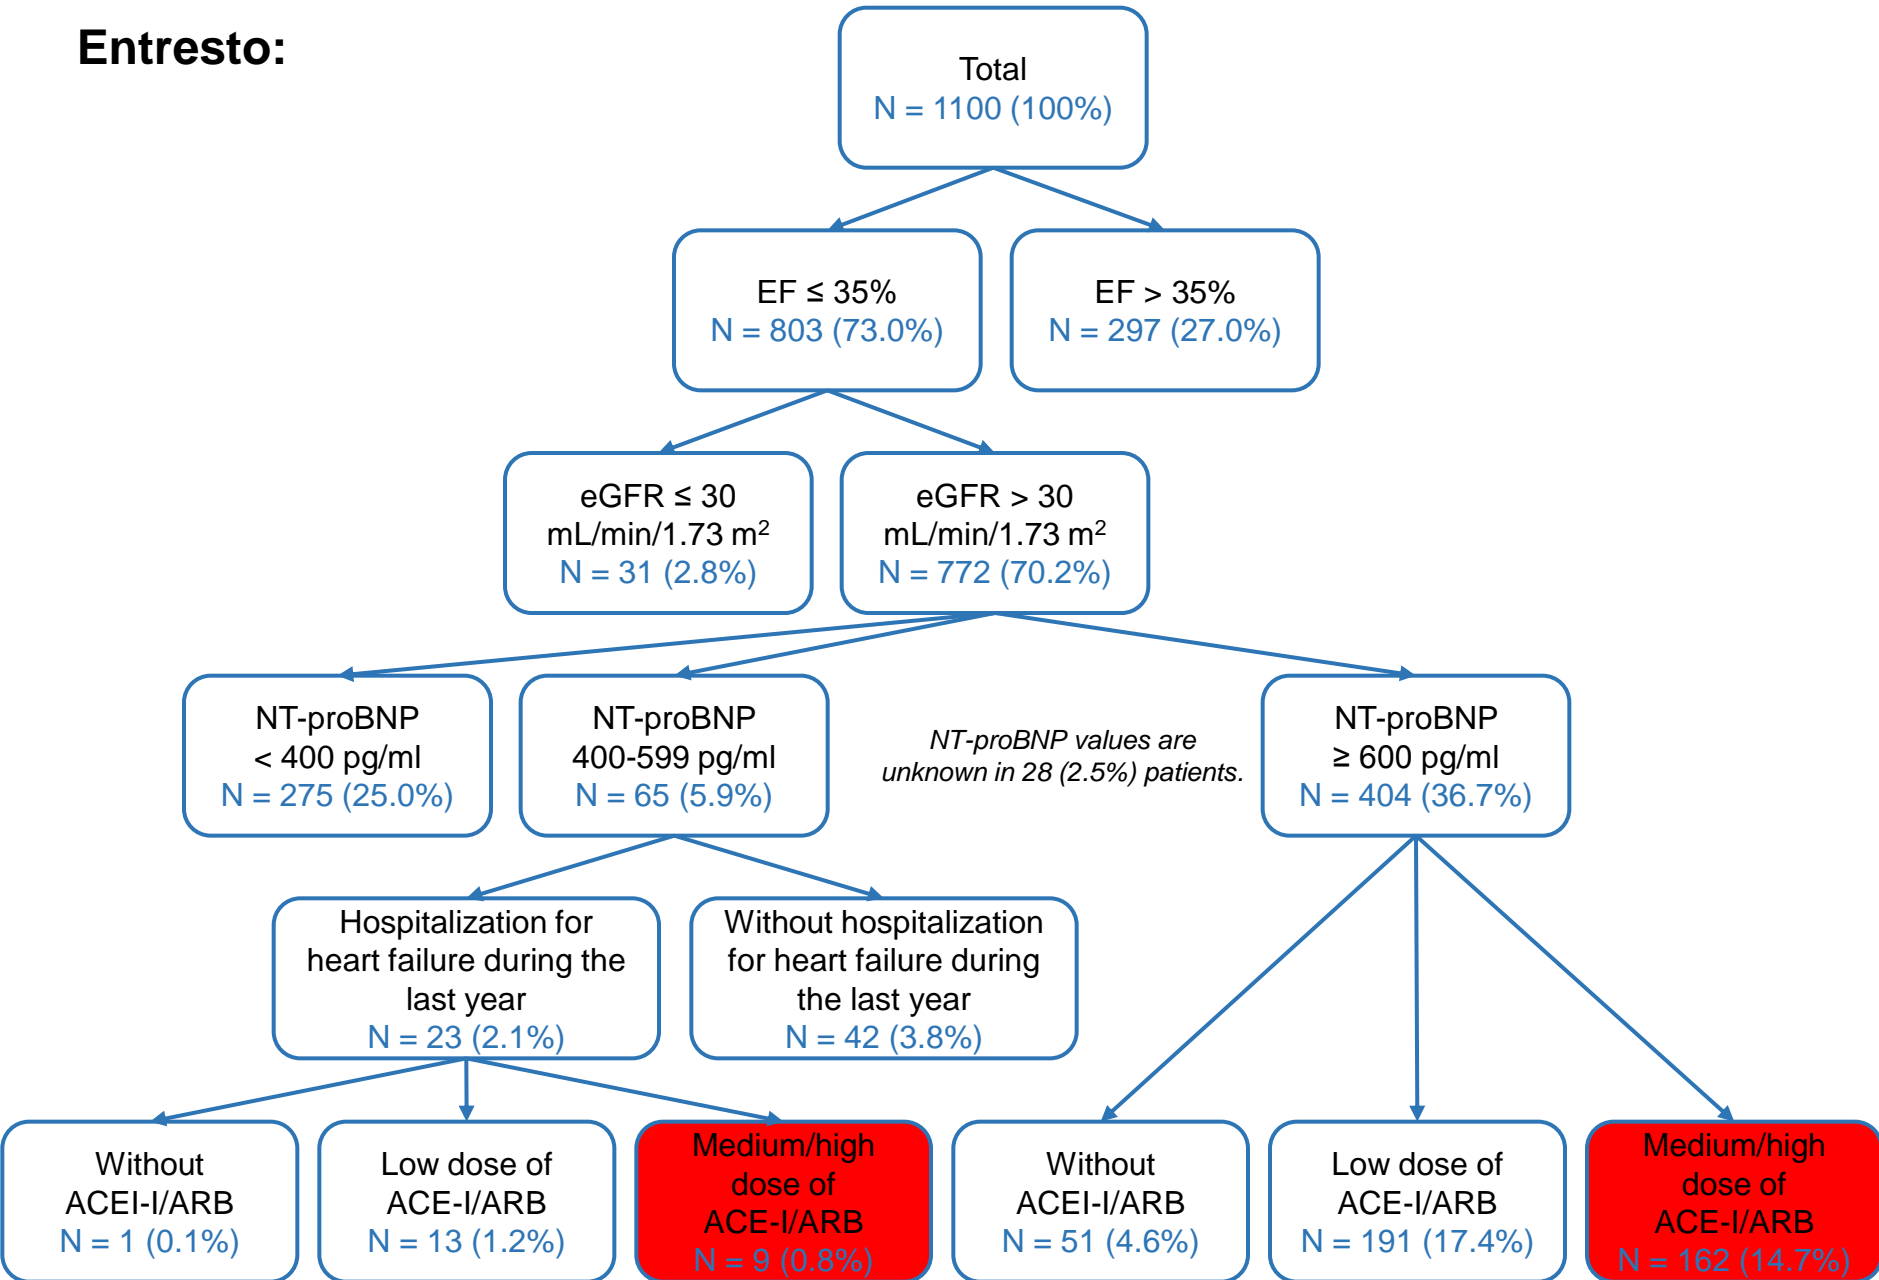 Entresto:
Total
N = 1100 (100%)
EF ≤ 35%
N = 803 (73.0%)
EF > 35%
N = 297 (27.0%)
eGFR ≤ 30
mL/min/1.73 m²
N = 31 (2.8%)
eGFR > 30
mL/min/1.73 m²
N = 772 (70.2%)
NT-proBNP
< 400 pg/ml
N = 275 (25.0%)
NT-proBNP
400-599 pg/ml
N = 65 (5.9%)
NT-proBNP values are
unknown in 28 (2.5%) patients.
NT-proBNP
≥ 600 pg/ml
N = 404 (36.7%)
Hospitalization for
heart failure during the
last year
N = 23 (2.1%)
Without hospitalization
for heart failure during
the last year
N = 42 (3.8%)
Without
ACEI-I/ARB
N = 1 (0.1%)
Low dose of
ACE-I/ARB
N = 13 (1.2%)
Medium/high
dose of
ACE-I/ARB
N = 9 (0.8%)
Without
ACEI-I/ARB
N = 51 (4.6%)
Low dose of
ACE-I/ARB
N = 191 (17.4%)
Medium/high
dose of
ACE-I/ARB
N = 162 (14.7%)